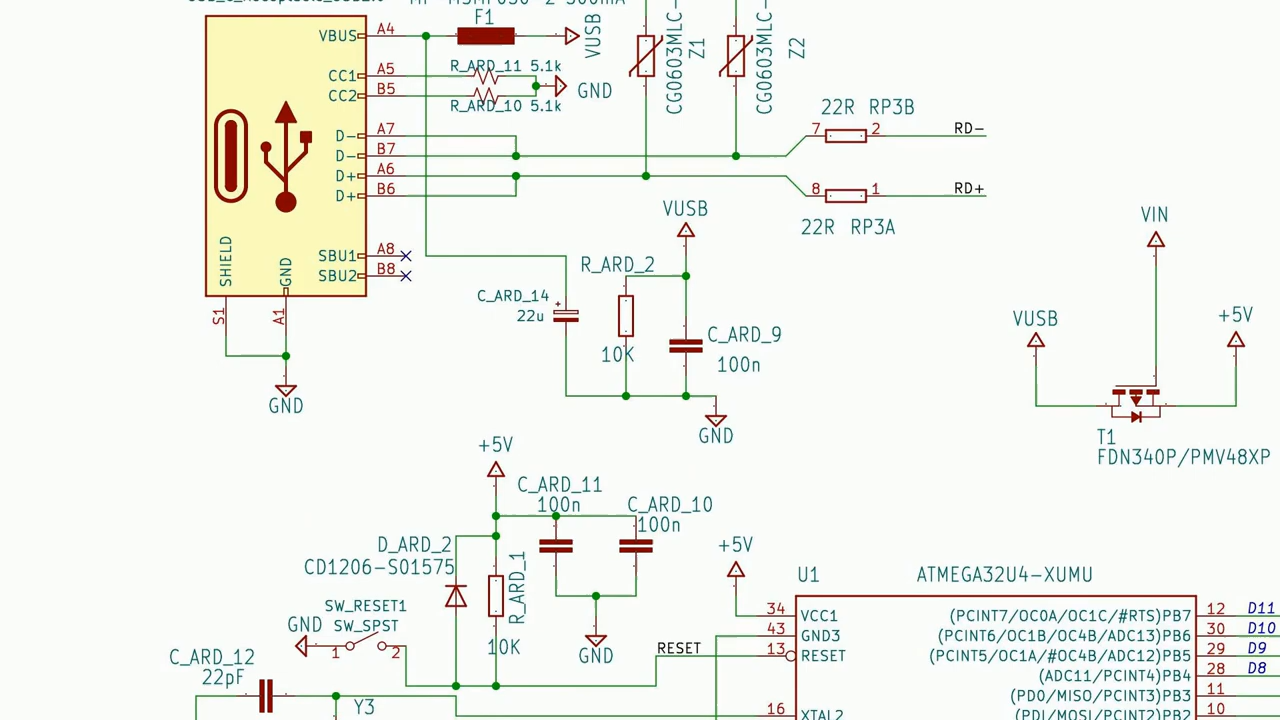 F1
VBUS A4
VUSB
CC1 A5
R_ARD_11 5.1k
CC2 B5
R_ARD_10 5.1k
GND
CG0603MLC-
Z1
CG0603MLC-
Z2
22R RP3B
D- A7
7 2 RD-
D- B7
D+ A6
D+ B6
8 1 RD+
22R RP3A
VUSB
VIN
SHIELD
GND
SBU1 A8
SBU2 B8
R_ARD_2
S1
A1
C_ARD_14
+
22u
10K
C_ARD_9
100n
VUSB
+5V
GND
GND
T1
FDN340P/PMV48XP
+5V
C_ARD_11
100n
C_ARD_10
100n
D_ARD_2
CD1206-S01575
R_ARD_1
10K
+5V
U1 ATMEGA32U4-XUMU
SW_RESET1
SW_SPST
GND
1 2
GND
RESET
34 VCC1
43 GND3
13 RESET
16 XTAL2
(PCINT7/OC0A/OC1C/#RTS)PB7 12 D11
(PCINT6/OC1B/OC4B/ADC13)PB6 30 D10
(PCINT5/OC1A/#OC4B/ADC12)PB5 29 D9
(ADC11/PCINT4)PB4 28 D8
(PD0/MISO/PCINT3)PB3 11
(PDI/MOSI/PCINT2)PB2 10
C_ARD_12
22pF
Y3